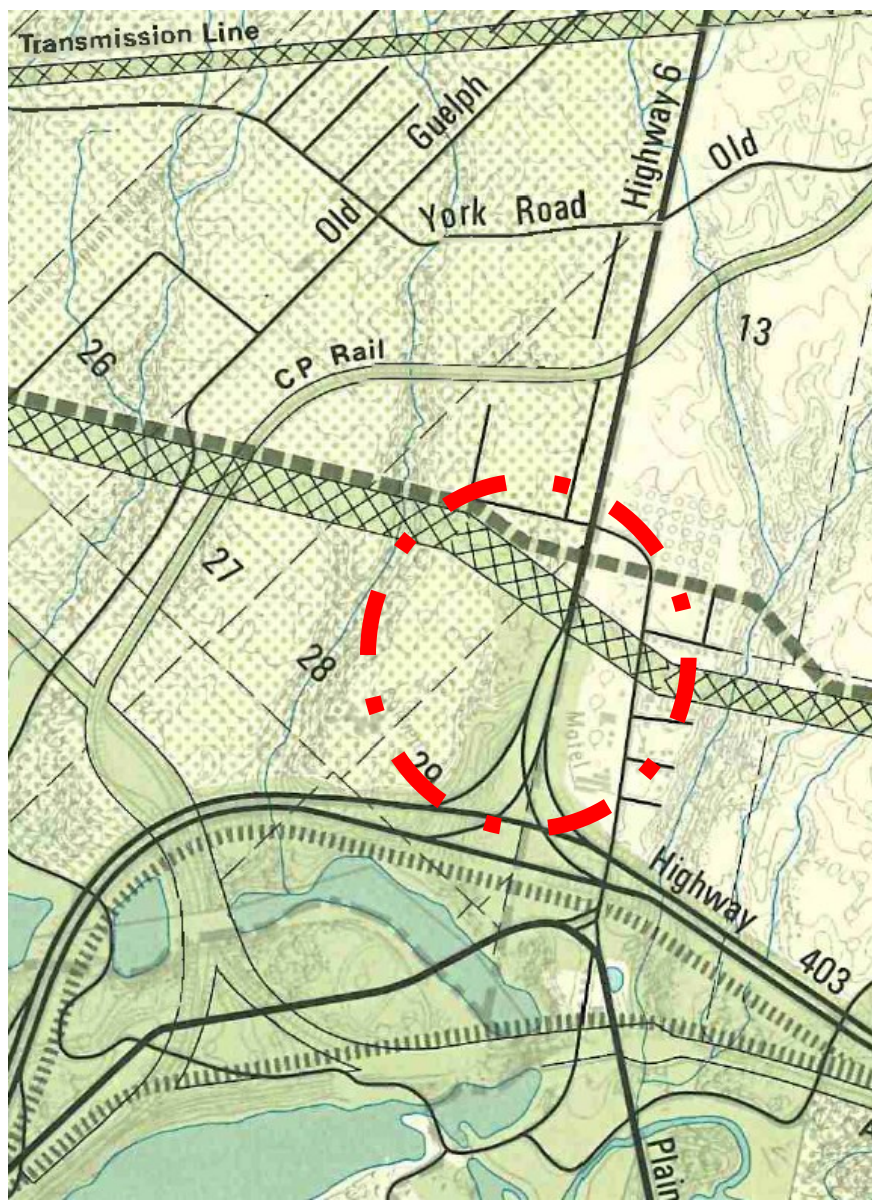 Transmission Line
Highway 6
Guelph
Old
Old
York Road
13
CP Rail
26
27
28
Motel
29
Highway
403
Plain